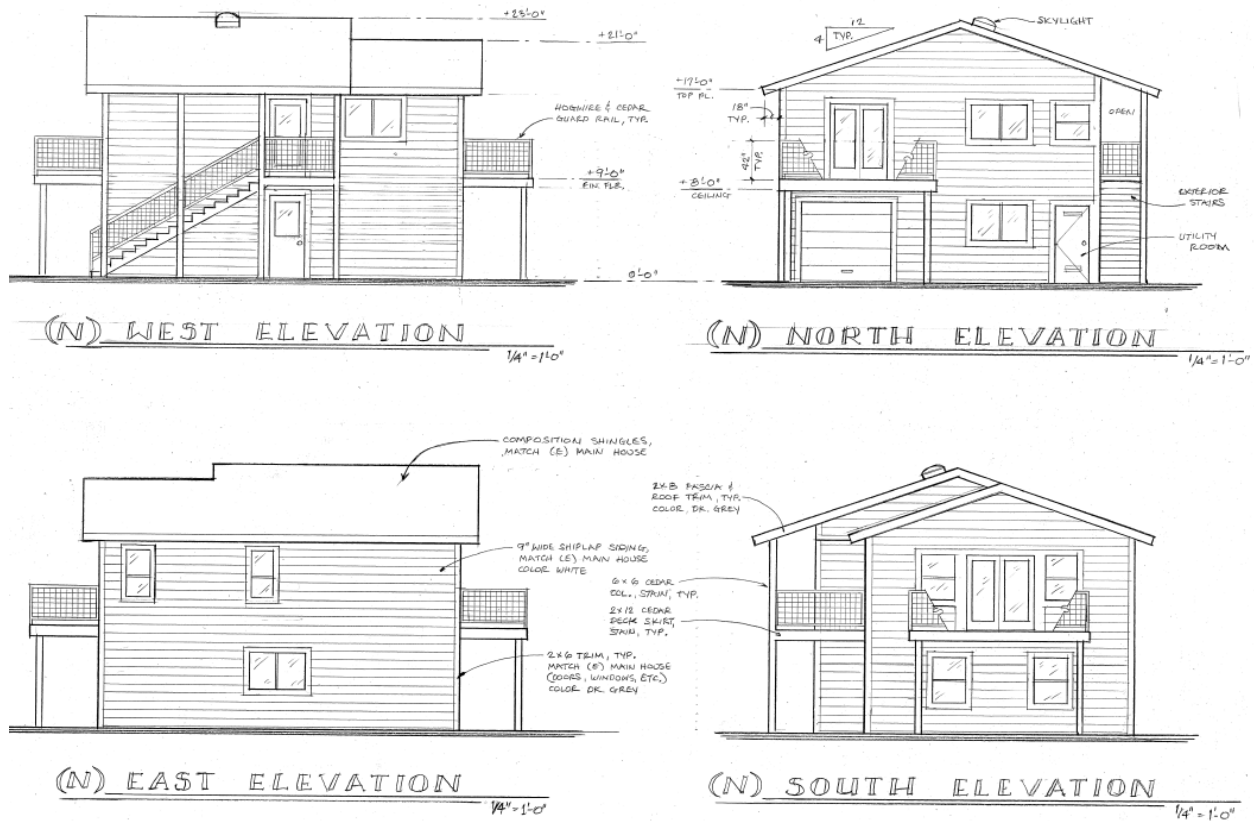 +23'-0"
+21'-0"
HOGWIRE & CEDAR
GUARD RAIL, TYP.
+9'-0"
FIN. FLR.
0'-0"
(N) WEST ELEVATION
1/4" = 1'-0"
12
4
TYP.
SKYLIGHT
+17'-0"
TOP PL.
18"
TYP.
OPEN
42"
TYP.
+8'-0"
CEILING
EXTERIOR
STAIRS
UTILITY
ROOM
(N) NORTH ELEVATION
1/4" = 1'-0"
COMPOSITION SHINGLES,
MATCH (E) MAIN HOUSE
9" WIDE SHIPLAP SIDING,
MATCH (E) MAIN HOUSE
COLOR WHITE
2x6 TRIM, TYP.
MATCH (E) MAIN HOUSE
(DOORS, WINDOWS, ETC.)
COLOR DK. GREY
(N) EAST ELEVATION
1/4" = 1'-0"
2x8 FASCIA &
ROOF TRIM, TYP.
COLOR, DK. GREY
6x6 CEDAR
COL., STAIN, TYP.
2x12 CEDAR
DECK SKIRT,
STAIN, TYP.
(N) SOUTH ELEVATION
1/4" = 1'-0"